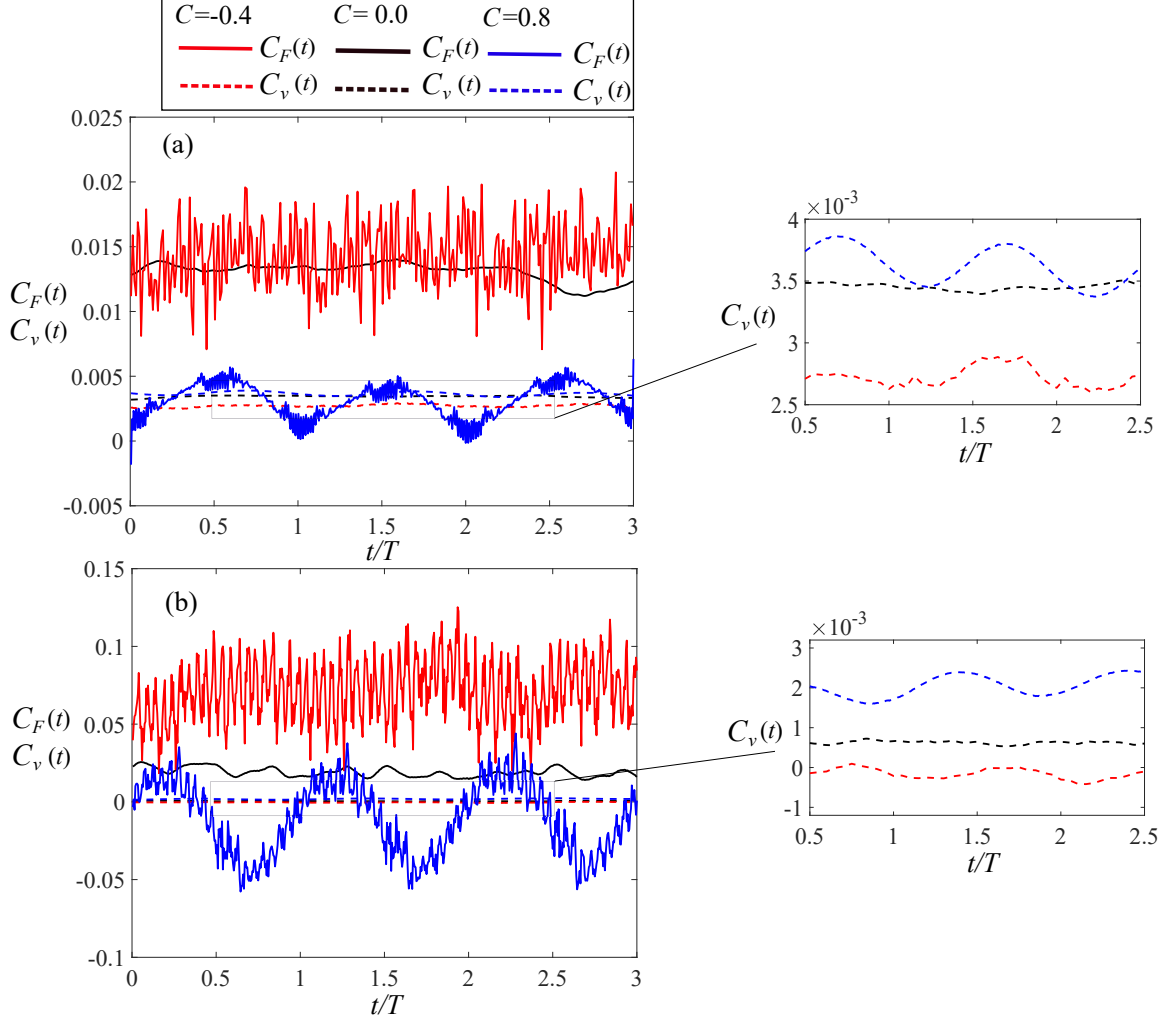 C=-0.4 C= 0.0 C=0.8
C_F(t) C_F(t) C_F(t)
C_v(t) C_v(t) C_v(t)
(a)
0.025
0.02
0.015
0.01
0.005
0
-0.005
C_F(t)
C_v(t)
0 0.5 1 1.5 2 2.5 3
t/T
×10⁻³
4
3.5
3
2.5
C_v(t)
0.5 1 1.5 2 2.5
t/T
(b)
0.15
0.1
0.05
0
-0.05
-0.1
C_F(t)
C_v(t)
0 0.5 1 1.5 2 2.5 3
t/T
×10⁻³
3
2
1
0
-1
C_v(t)
0.5 1 1.5 2 2.5
t/T